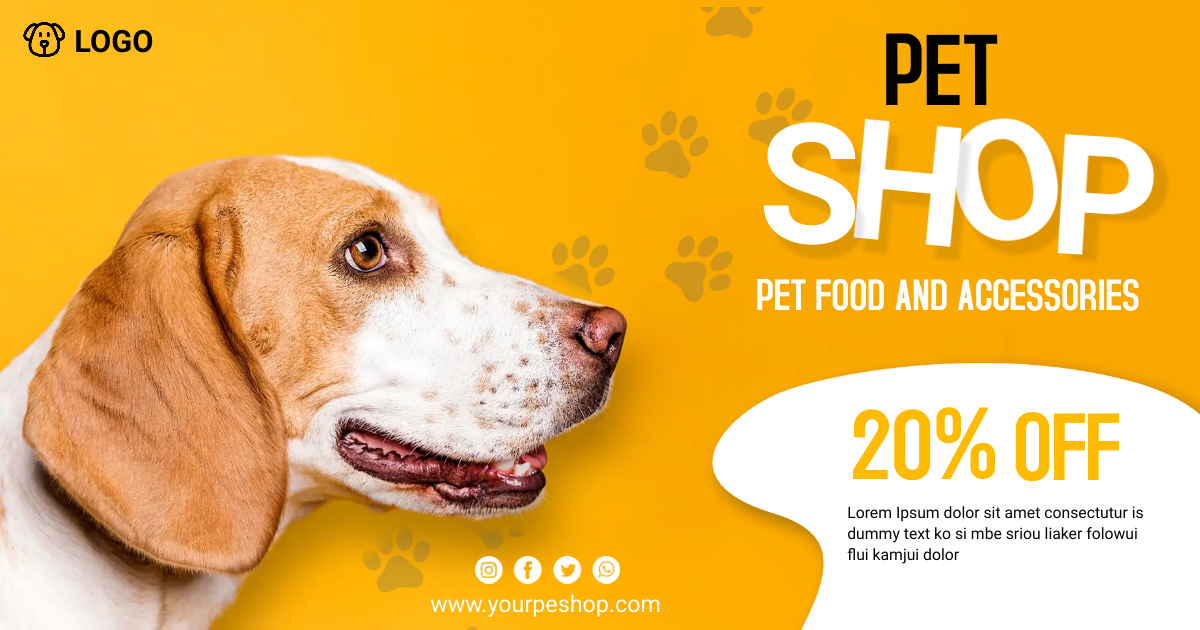 LOGO
PET
SHOP
PET FOOD AND ACCESSORIES
20% OFF
Lorem Ipsum dolor sit amet consectutur is
dummy text ko si mbe sriou liaker folowui
flui kamjui dolor
www.yourpeshop.com